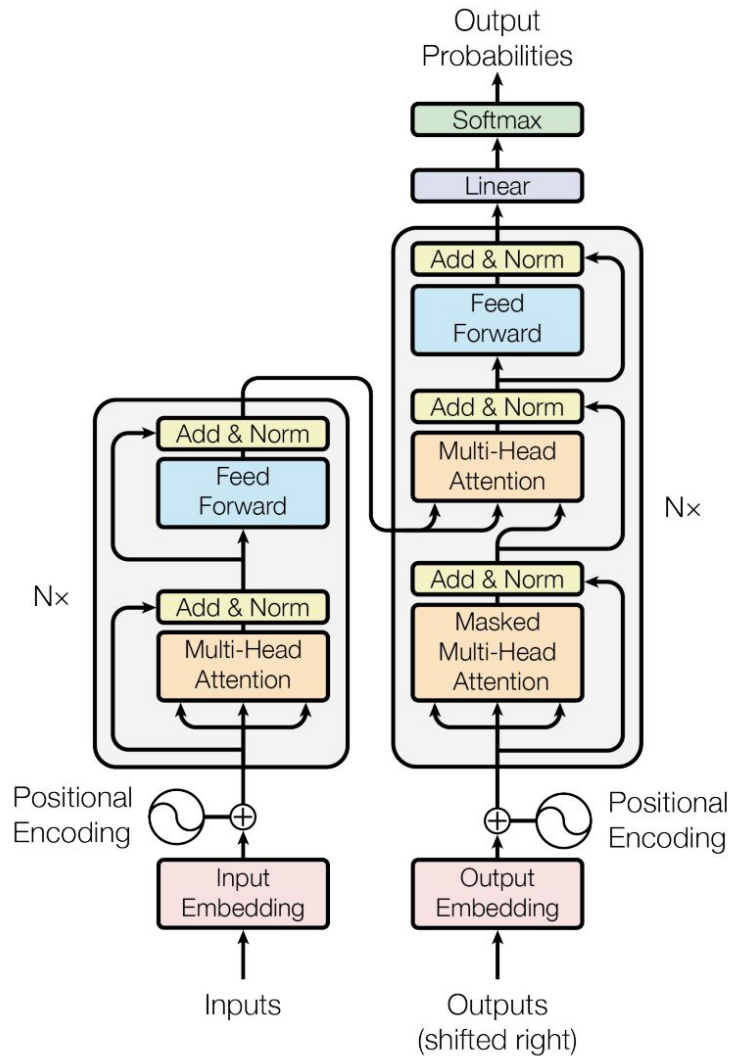 Output
Probabilities
Softmax
Linear
Add & Norm
Feed
Forward
Add & Norm
Multi-Head
Attention
Add & Norm
Masked
Multi-Head
Attention
N×
Add & Norm
Feed
Forward
Add & Norm
Multi-Head
Attention
N×
Positional
Encoding
Positional
Encoding
Input
Embedding
Output
Embedding
Inputs
Outputs
(shifted right)